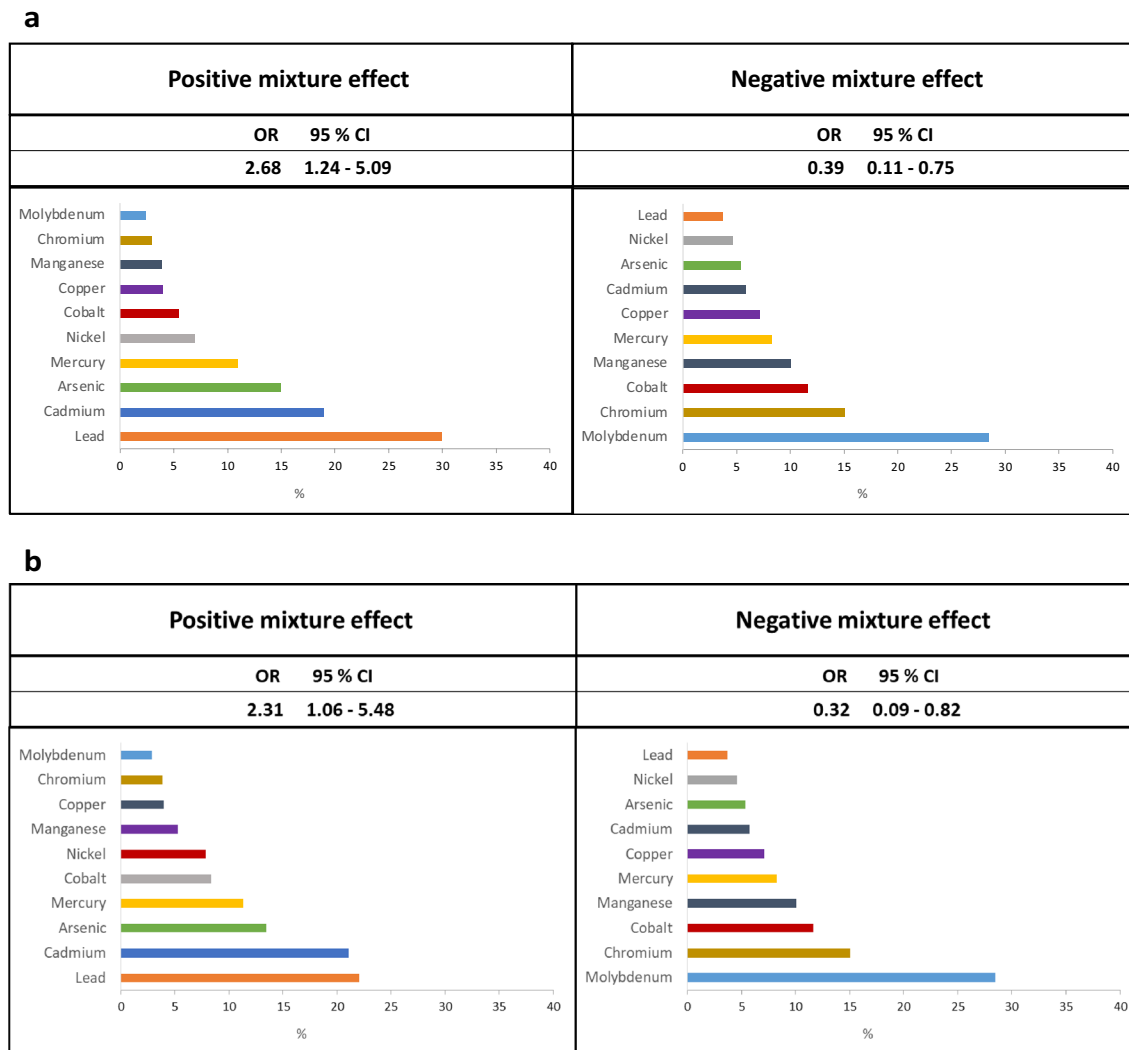 a
Positive mixture effect
Negative mixture effect
OR 95 % CI
OR 95 % CI
2.68 1.24 - 5.09
0.39 0.11 - 0.75
Molybdenum
Chromium
Manganese
Copper
Cobalt
Nickel
Mercury
Arsenic
Cadmium
Lead
0 5 10 15 20 25 30 35 40
%
Lead
Nickel
Arsenic
Cadmium
Copper
Mercury
Manganese
Cobalt
Chromium
Molybdenum
0 5 10 15 20 25 30 35 40
%
b
Positive mixture effect
Negative mixture effect
OR 95 % CI
OR 95 % CI
2.31 1.06 - 5.48
0.32 0.09 - 0.82
Molybdenum
Chromium
Copper
Manganese
Nickel
Cobalt
Mercury
Arsenic
Cadmium
Lead
0 5 10 15 20 25 30 35 40
%
Lead
Nickel
Arsenic
Cadmium
Copper
Mercury
Manganese
Cobalt
Chromium
Molybdenum
0 5 10 15 20 25 30 35 40
%